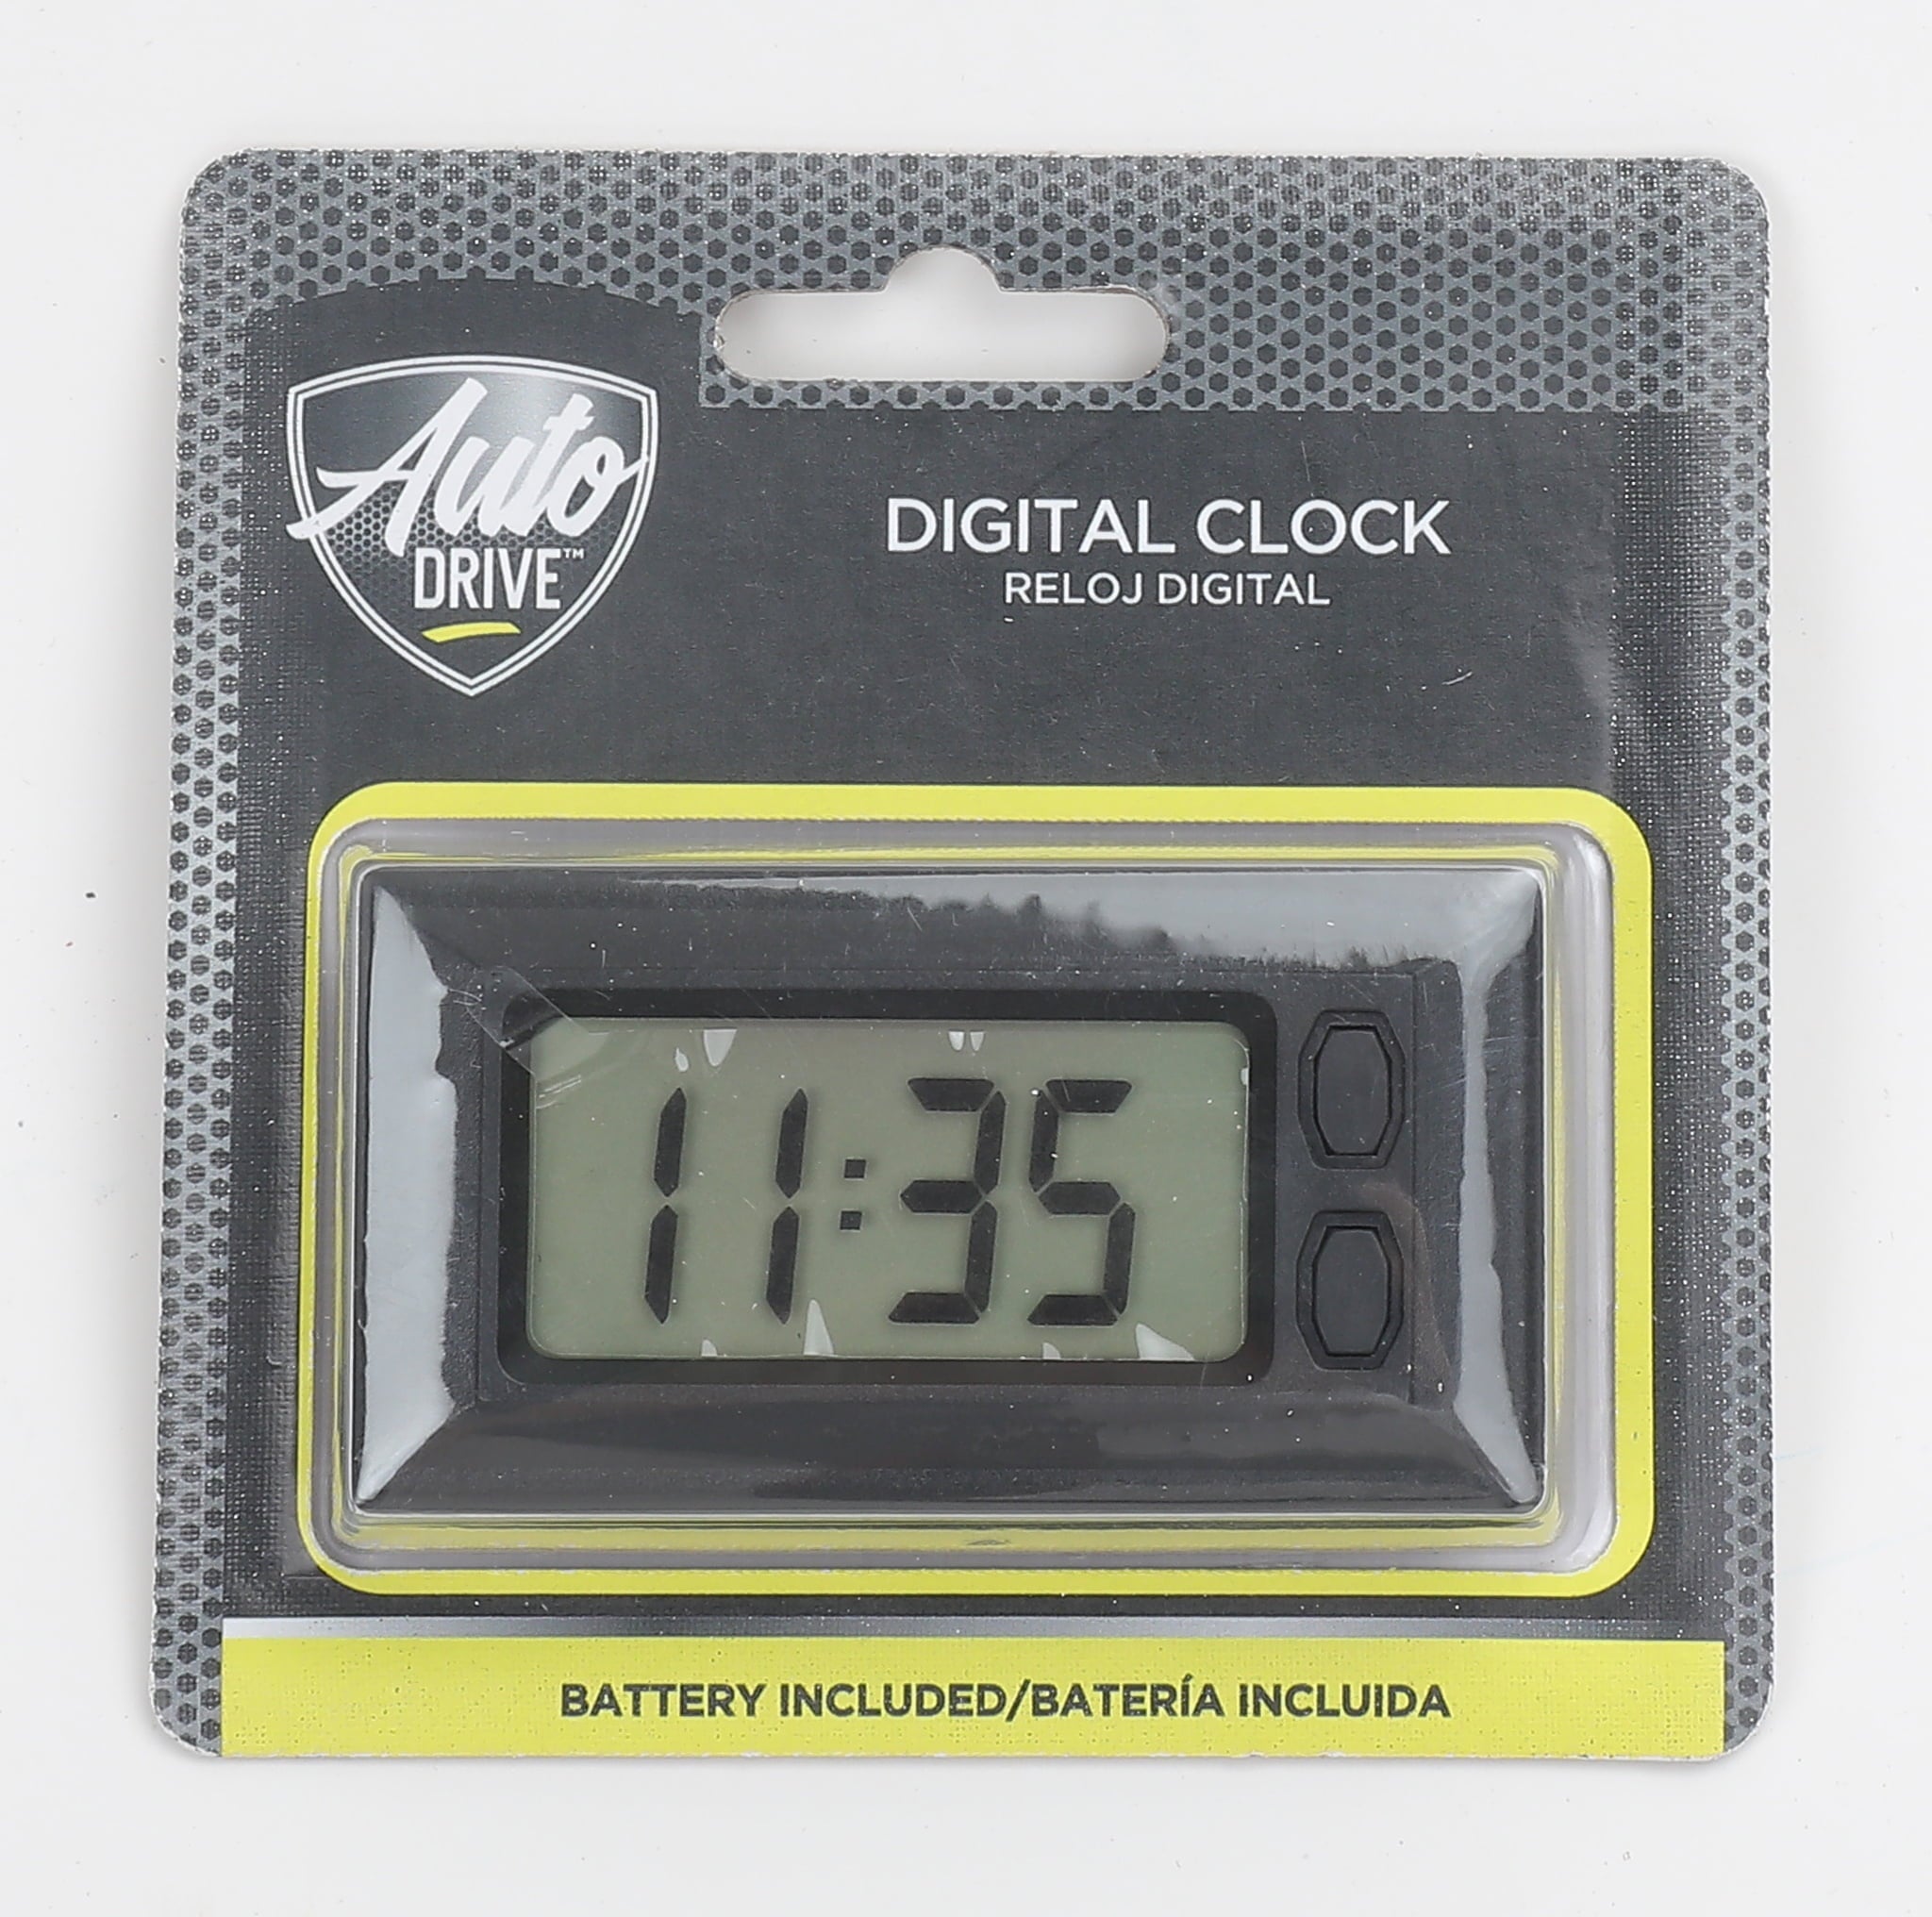 Auto
DRIVE™
DIGITAL CLOCK
RELOJ DIGITAL
11:35
BATTERY INCLUDED/BATERÍA INCLUIDA